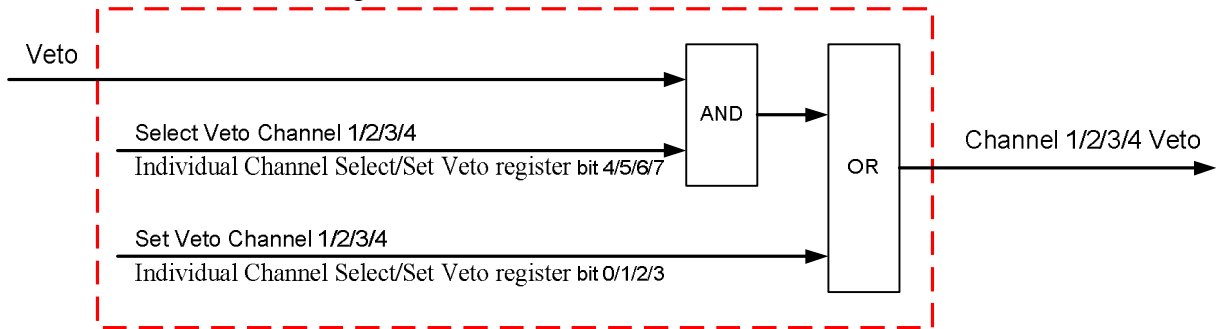 Veto
Select Veto Channel 1/2/3/4
Individual Channel Select/Set Veto register bit 4/5/6/7
AND
OR
Channel 1/2/3/4 Veto
Set Veto Channel 1/2/3/4
Individual Channel Select/Set Veto register bit 0/1/2/3